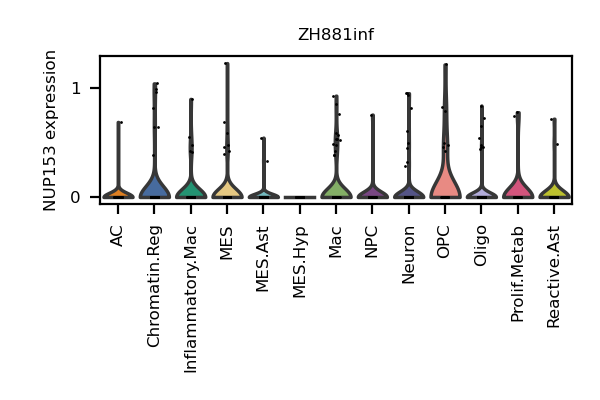 ZH881inf
NUP153 expression
1
0
AC
Chromatin.Reg
Inflammatory.Mac
MES
MES.Ast
MES.Hyp
Mac
NPC
Neuron
OPC
Oligo
Prolif.Metab
Reactive.Ast